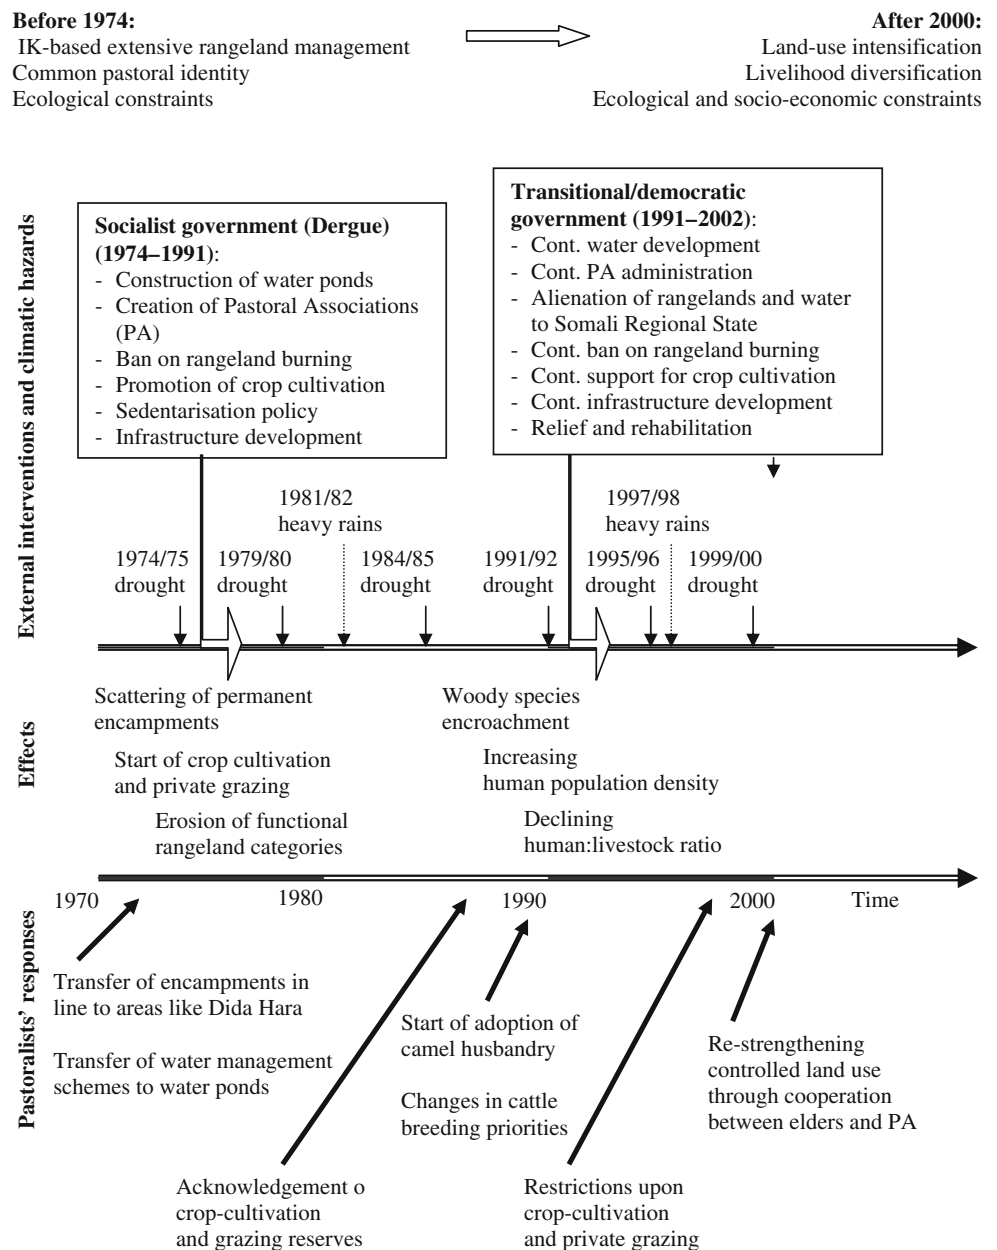 Before 1974:
IK-based extensive rangeland management
Common pastoral identity
Ecological constraints
After 2000:
Land-use intensification
Livelihood diversification
Ecological and socio-economic constraints
External interventions and climatic hazards
Socialist government (Dergue)
(1974–1991):
- Construction of water ponds
- Creation of Pastoral Associations
(PA)
- Ban on rangeland burning
- Promotion of crop cultivation
- Sedentarisation policy
- Infrastructure development
Transitional/democratic
government (1991–2002):
- Cont. water development
- Cont. PA administration
- Alienation of rangelands and water
to Somali Regional State
- Cont. ban on rangeland burning
- Cont. support for crop cultivation
- Cont. infrastructure development
- Relief and rehabilitation
1974/75
drought
1979/80
drought
1981/82
heavy rains
1984/85
drought
1991/92
drought
1995/96
drought
1997/98
heavy rains
1999/00
drought
Effects
Scattering of permanent
encampments
Start of crop cultivation
and private grazing
Erosion of functional
rangeland categories
Woody species
encroachment
Increasing
human population density
Declining
human:livestock ratio
1970
1980
1990
2000
Time
Pastoralists' responses
Transfer of encampments in
line to areas like Dida Hara
Transfer of water management
schemes to water ponds
Acknowledgement o
crop-cultivation
and grazing reserves
Start of adoption of
camel husbandry
Changes in cattle
breeding priorities
Restrictions upon
crop-cultivation
and private grazing
Re-strengthening
controlled land use
through cooperation
between elders and PA